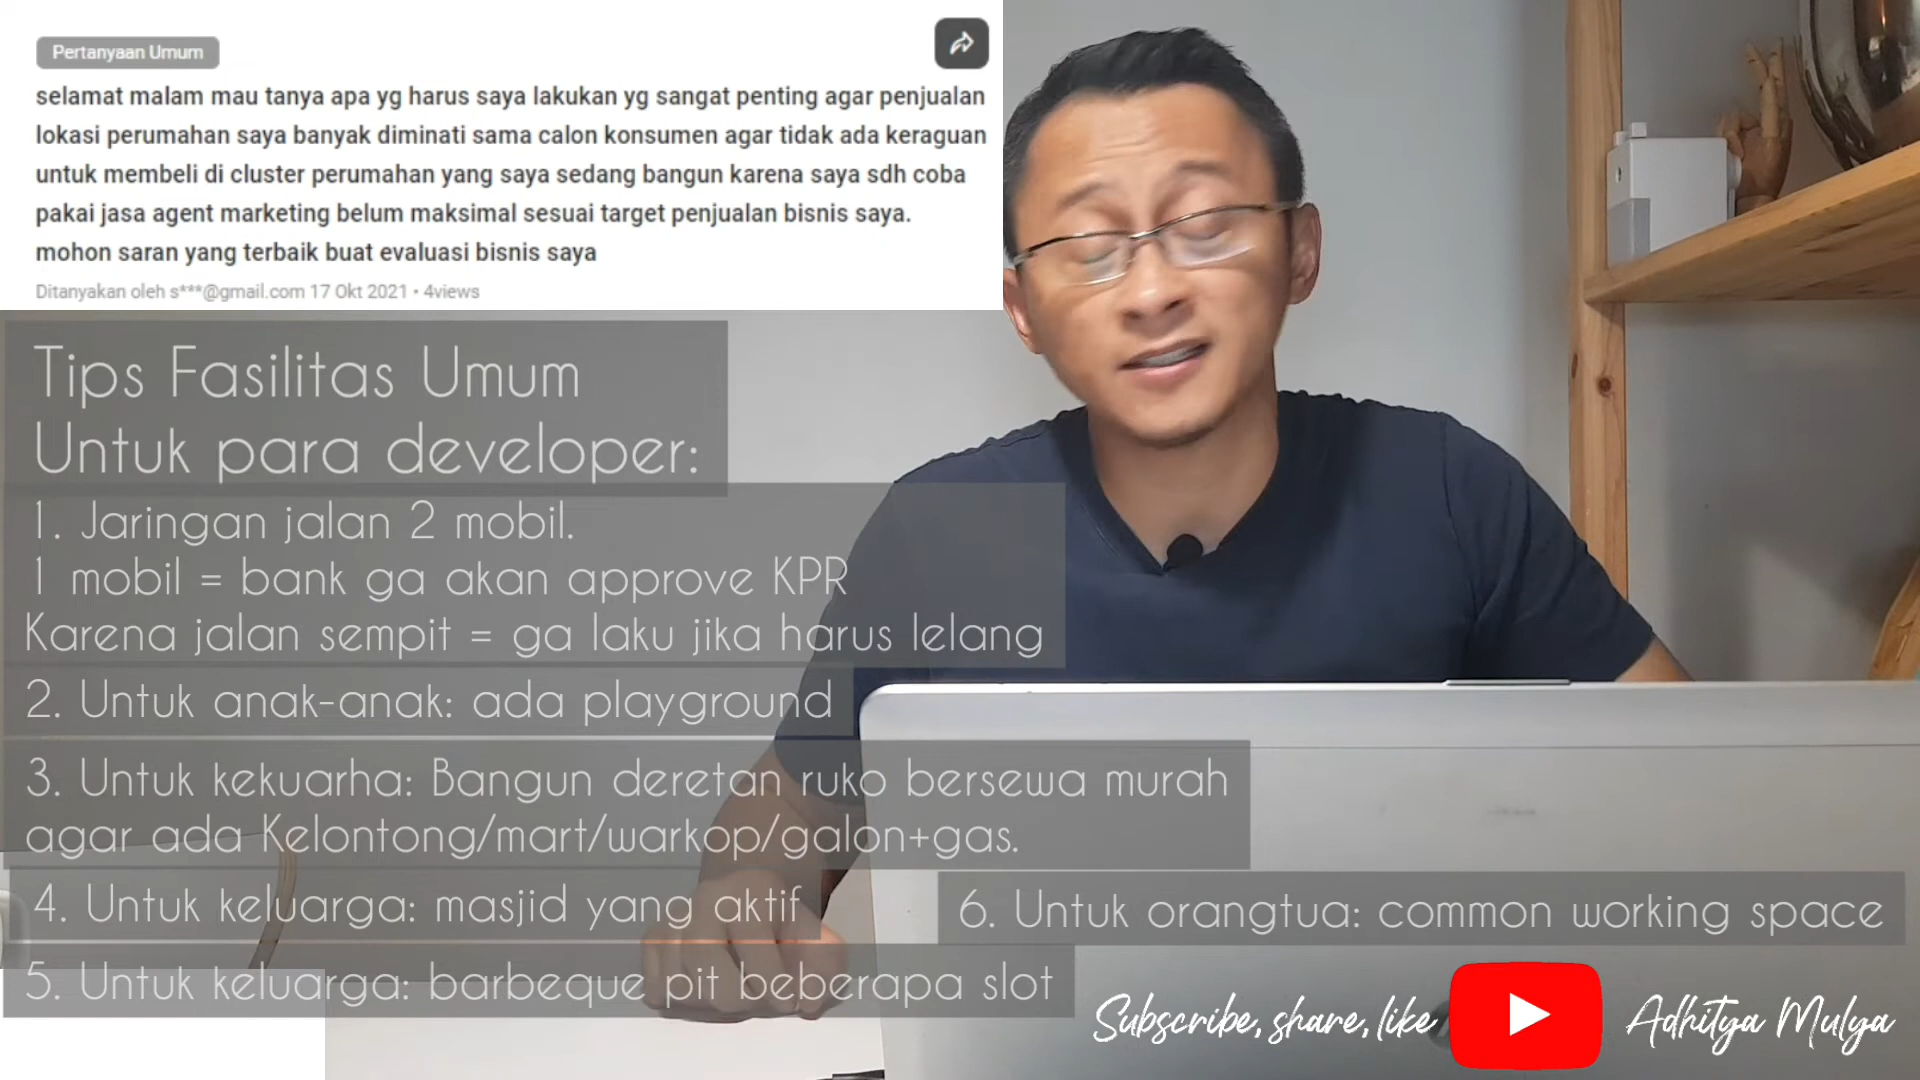 Pertanyaan Umum
selamat malam mau tanya apa yg harus saya lakukan yg sangat penting agar penjualan
lokasi perumahan saya banyak diminati sama calon konsumen agar tidak ada keraguan
untuk membeli di cluster perumahan yang saya sedang bangun karena saya sdh coba
pakai jasa agent marketing belum maksimal sesuai target penjualan bisnis saya.
mohon saran yang terbaik buat evaluasi bisnis saya
Ditanyakan oleh s***@gmail.com 17 Okt 2021 • 4views
Tips Fasilitas Umum
Untuk para developer:
1. Jaringan jalan 2 mobil.
1 mobil = bank ga akan approve KPR
Karena jalan sempit = ga laku jika harus lelang
2. Untuk anak-anak: ada playground
3. Untuk kekuarha: Bangun deretan ruko bersewa murah
agar ada Kelontong/mart/warkop/galon+gas.
4. Untuk keluarga: masjid yang aktif
5. Untuk keluarga: barbeque pit beberapa slot
6. Untuk orangtua: common working space
Subscribe, share, like
Adhitya Mulya